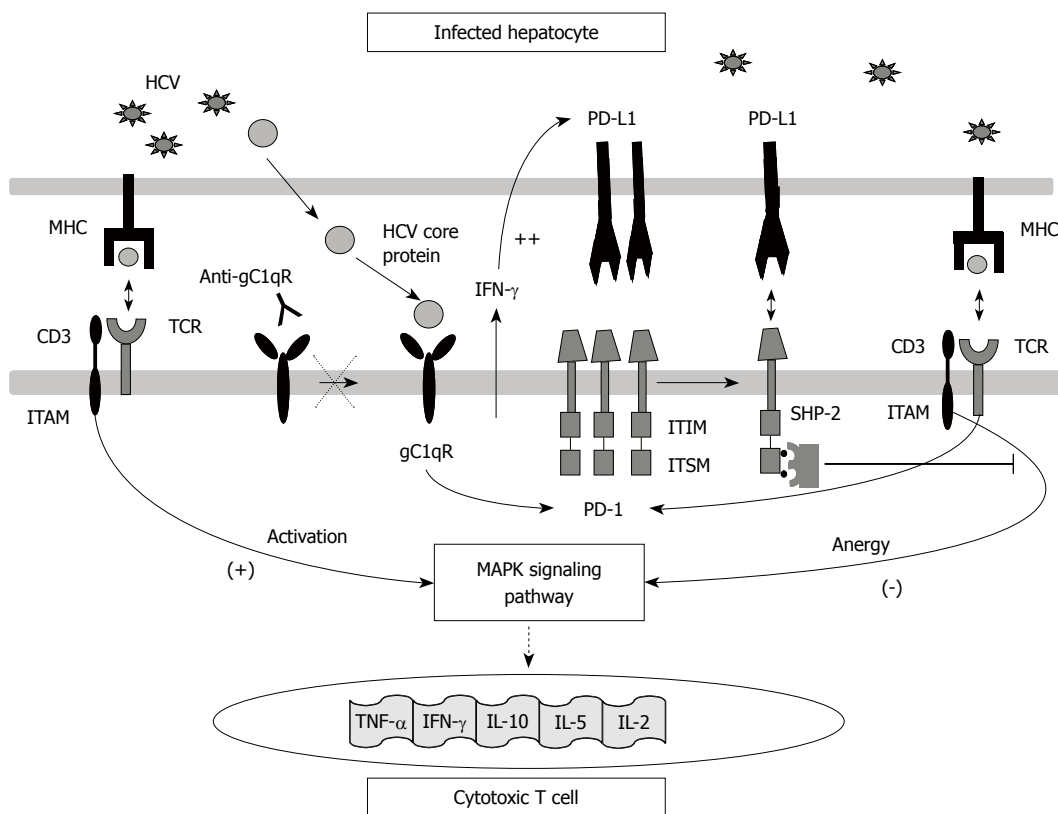 Infected hepatocyte
HCV
PD-L1
PD-L1
MHC
HCV core
protein
++
MHC
Anti-gC1qR
IFN-γ
CD3
TCR
CD3
TCR
ITAM
gC1qR
ITIM
ITSM
SHP-2
ITAM
PD-1
Activation
(+)
MAPK signaling
pathway
Anergy
(-)
TNF-α IFN-γ IL-10 IL-5 IL-2
Cytotoxic T cell